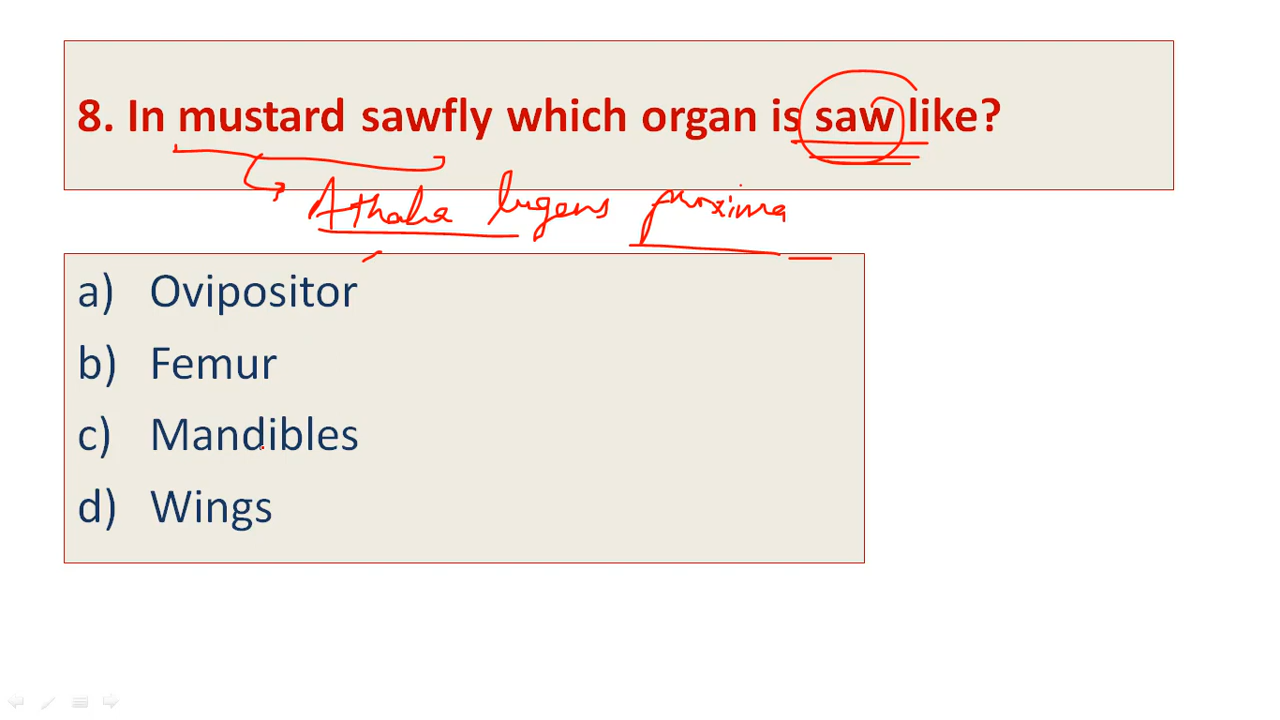 8. In mustard sawfly which organ is saw like?
Athalia lugens proxima
a) Ovipositor
b) Femur
c) Mandibles
d) Wings